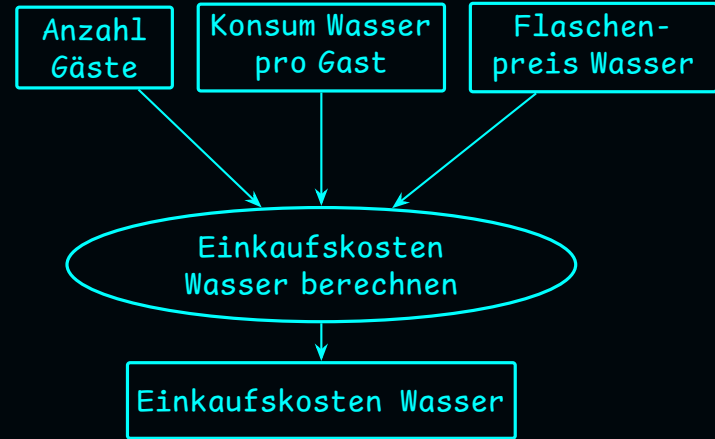 Anzahl
Gäste
Konsum Wasser
pro Gast
Flaschen-
preis Wasser
Einkaufskosten
Wasser berechnen
Einkaufskosten Wasser